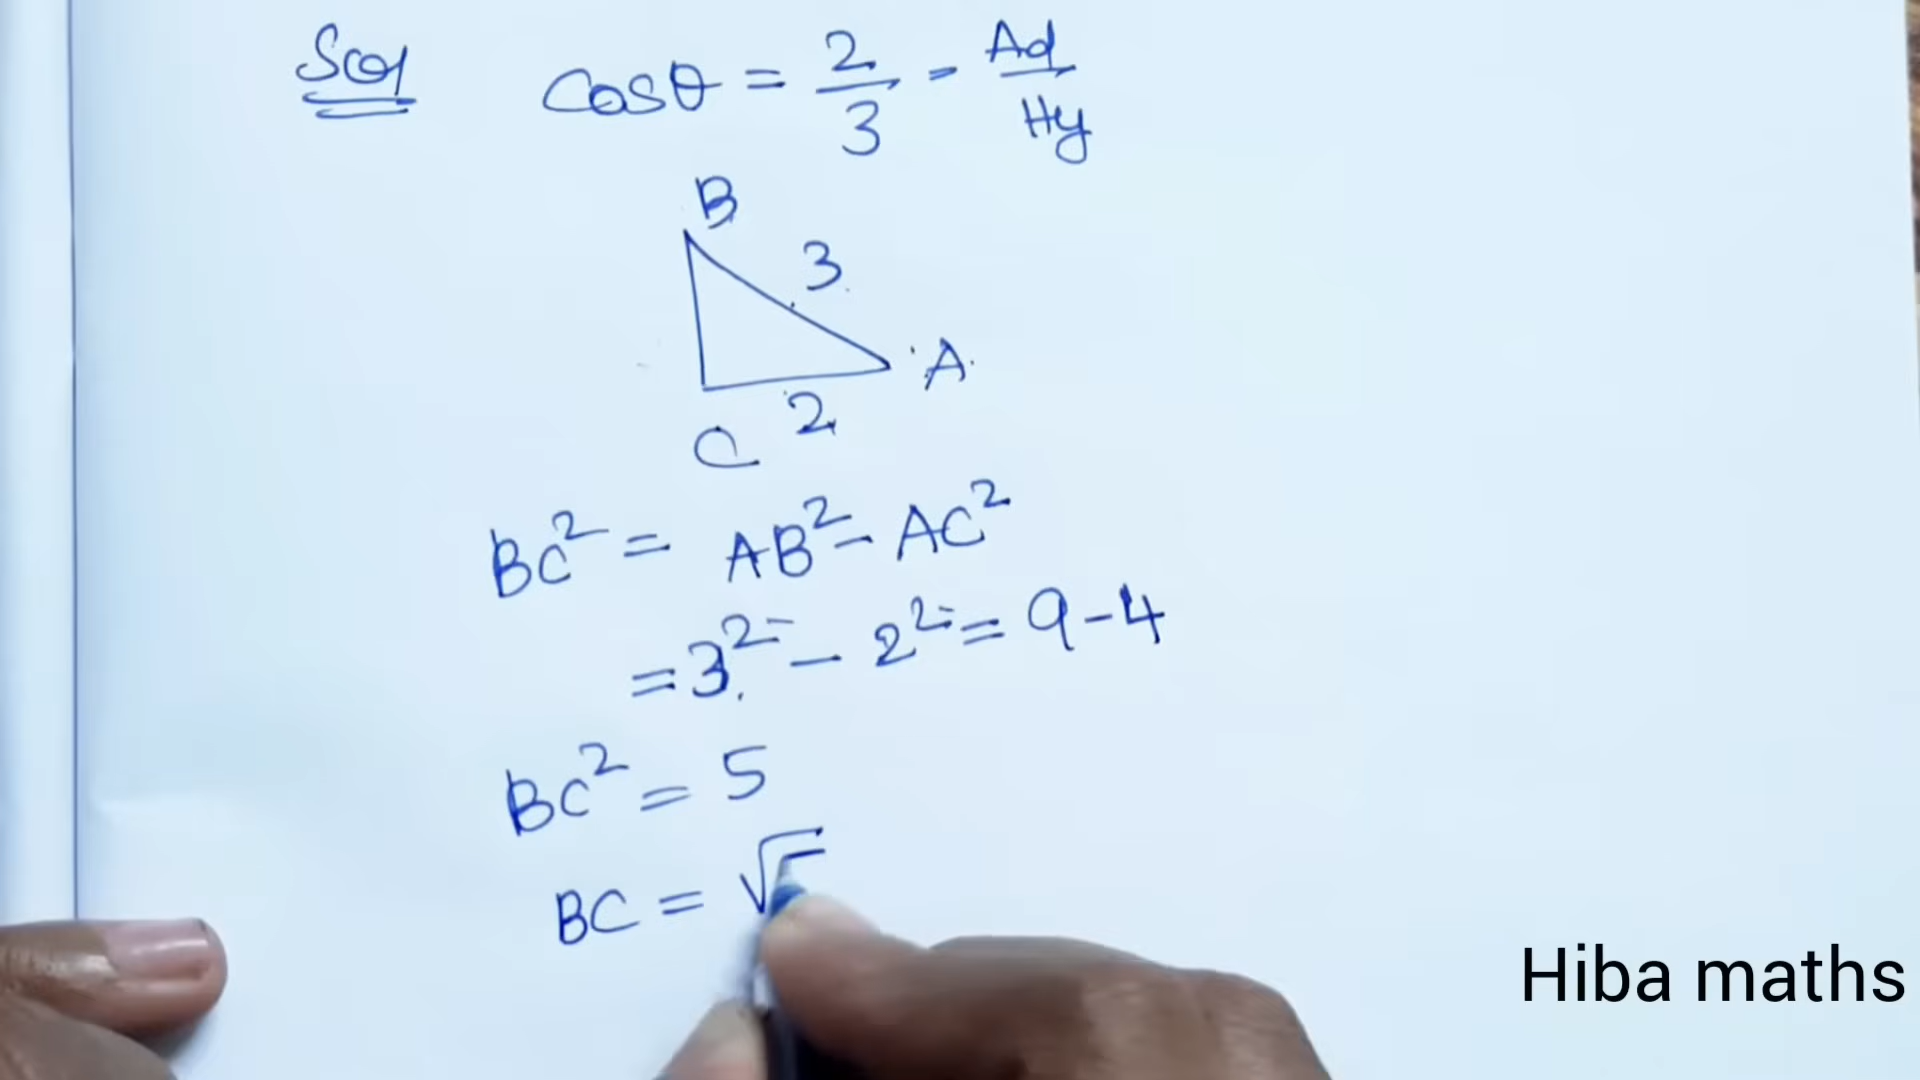 Sol Cosθ = 2/3 = Ad/Hy
B
3
A
2
C
BC² = AB² - AC²
= 3² - 2² = 9-4
BC² = 5
BC = √
Hiba maths